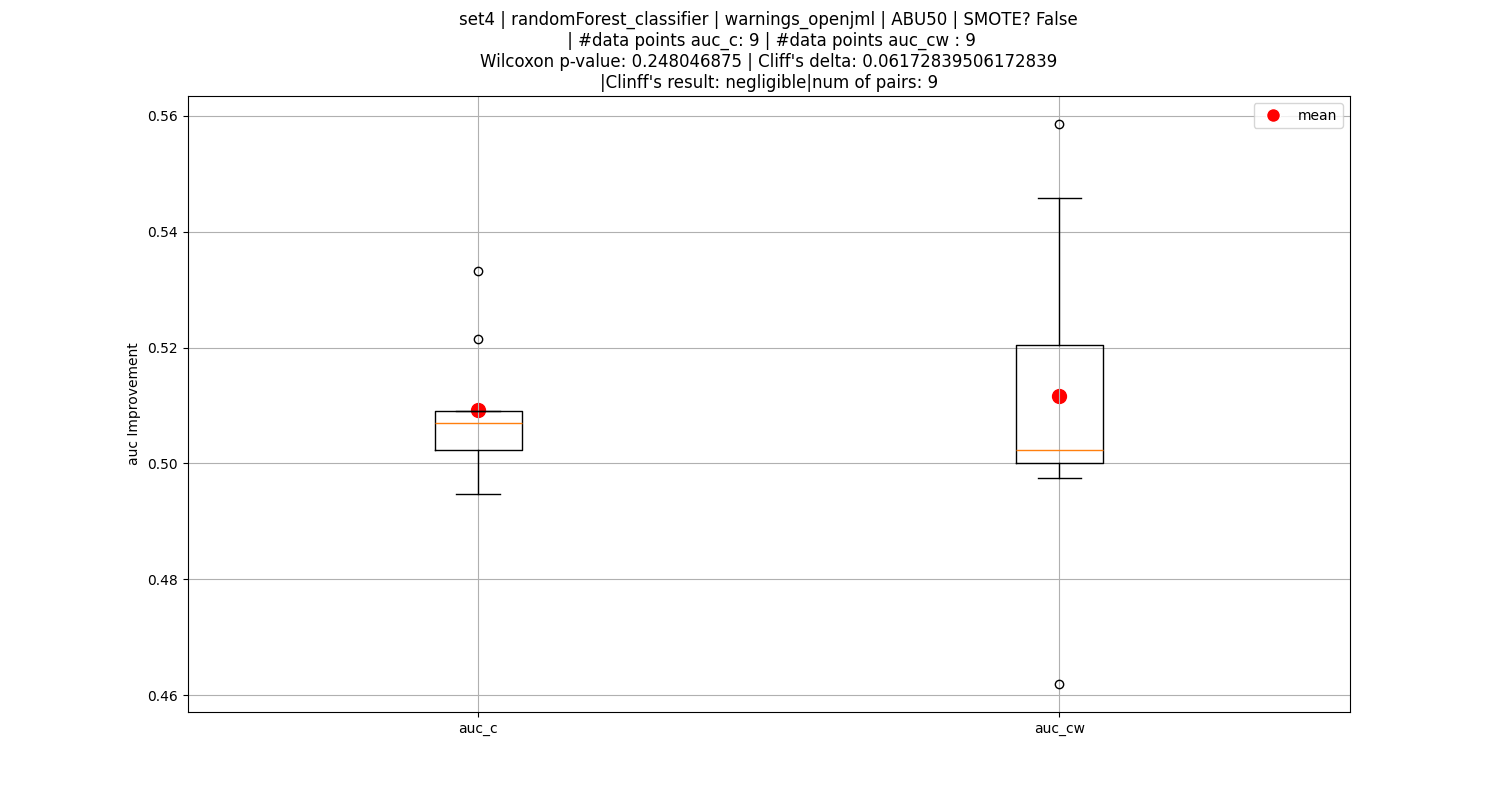 set4 | randomForest_classifier | warnings_openjml | ABU50 | SMOTE? False
| #data points auc_c: 9 | #data points auc_cw : 9
Wilcoxon p-value: 0.248046875 | Cliff's delta: 0.06172839506172839
|Clinff's result: negligible|num of pairs: 9
mean
auc Improvement
0.56
0.54
0.52
0.50
0.48
0.46
auc_c
auc_cw